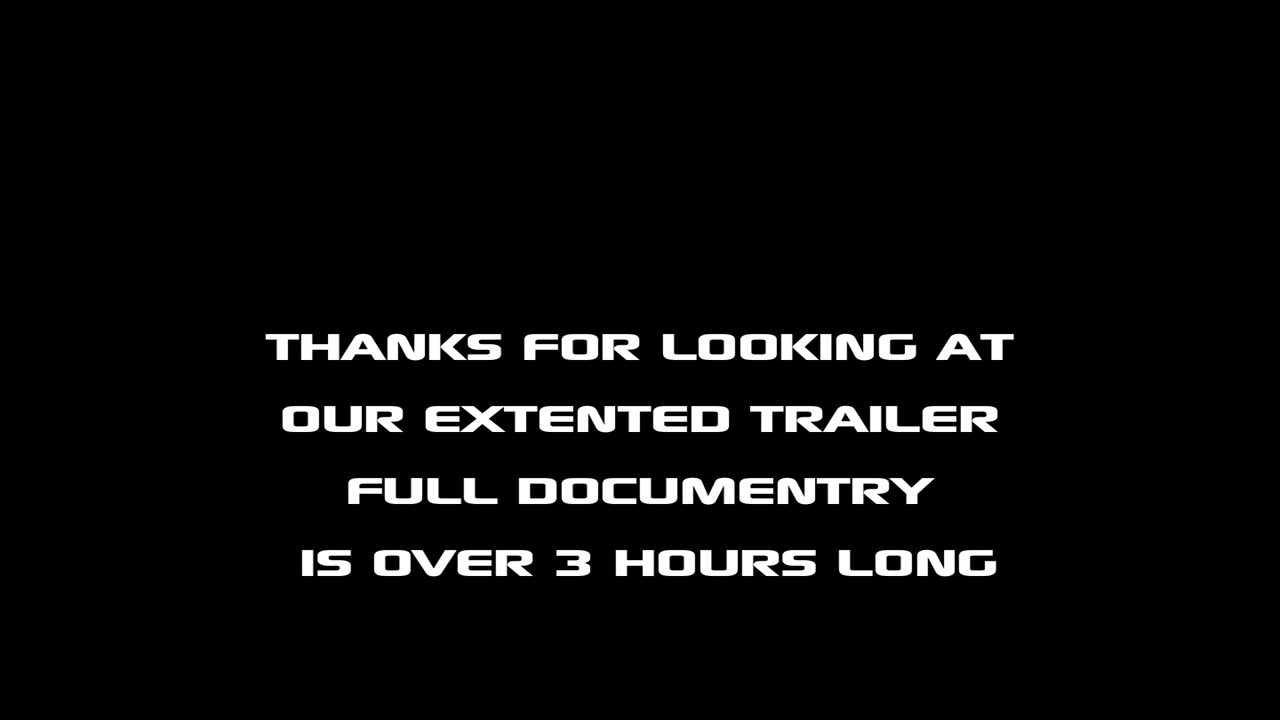 THANKS FOR LOOKING AT
OUR EXTENTED TRAILER
FULL DOCUMENTRY
IS OVER 3 HOURS LONG